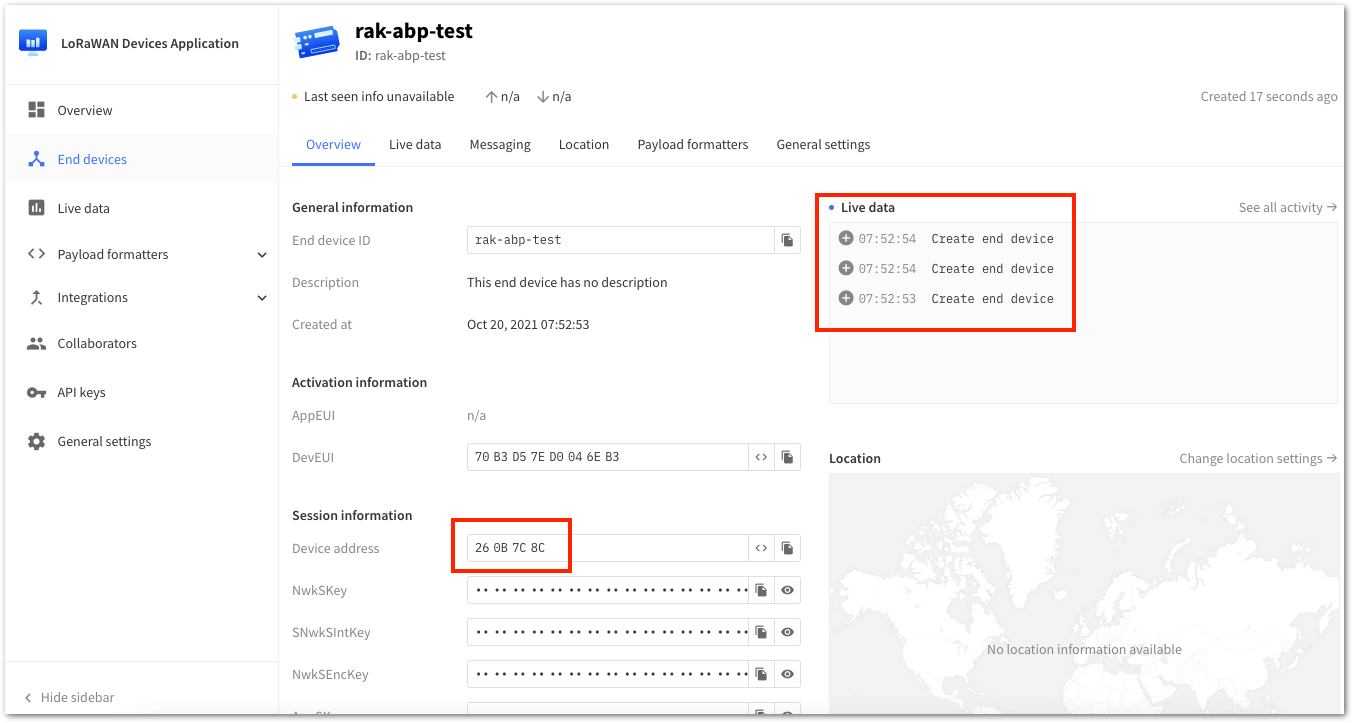 LoRaWAN Devices Application
Overview
End devices
Live data
Payload formatters
Integrations
Collaborators
API keys
General settings
Hide sidebar
rak-abp-test
ID: rak-abp-test
Last seen info unavailable n/a n/a
Created 17 seconds ago
Overview Live data Messaging Location Payload formatters General settings
General information
End device ID rak-abp-test
Description This end device has no description
Created at Oct 20, 2021 07:52:53
Activation information
AppEUI n/a
DevEUI 70 B3 D5 7E D0 04 6E B3
Session information
Device address 26 0B 7C 8C
NwkSKey
SNwkSIntKey
NwkSEncKey
Live data See all activity
07:52:54 Create end device
07:52:54 Create end device
07:52:53 Create end device
Location Change location settings
No location information available